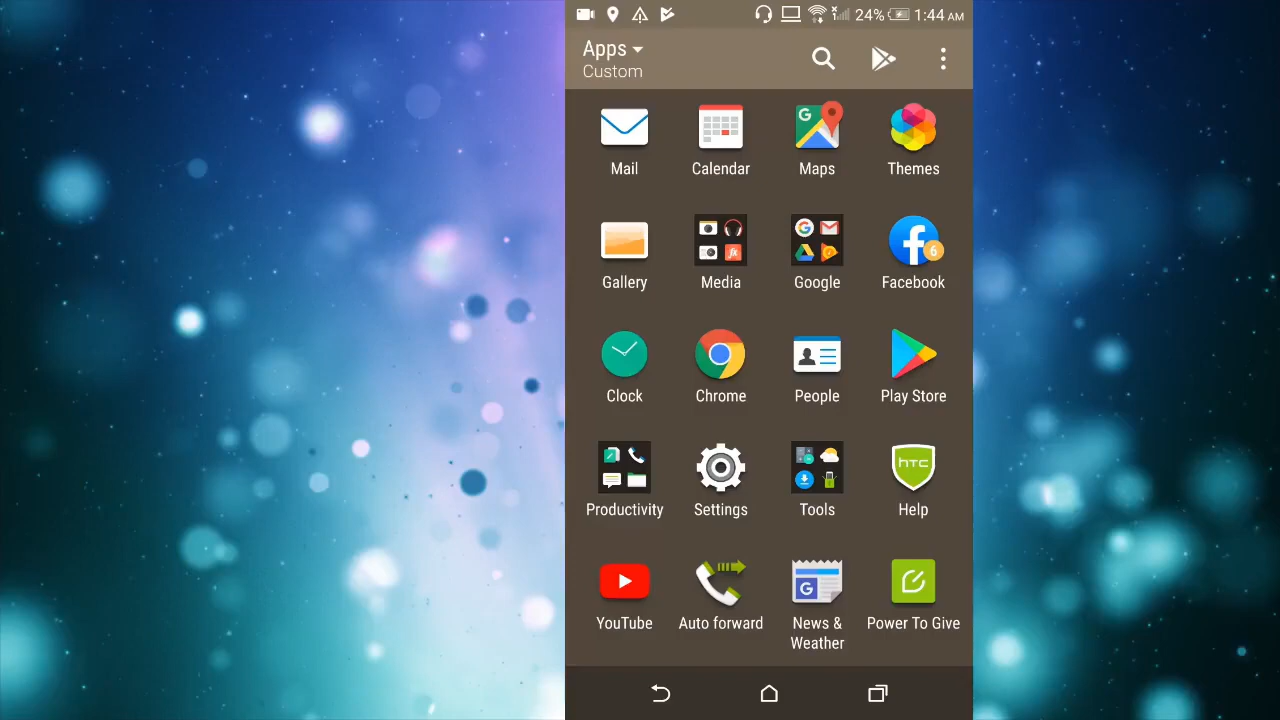 24% 1:44 AM
Apps
Custom
Mail Calendar Maps Themes
Gallery Media Google Facebook
6
Clock Chrome People Play Store
hTC
Productivity Settings Tools Help
YouTube Auto forward News & Weather Power To Give